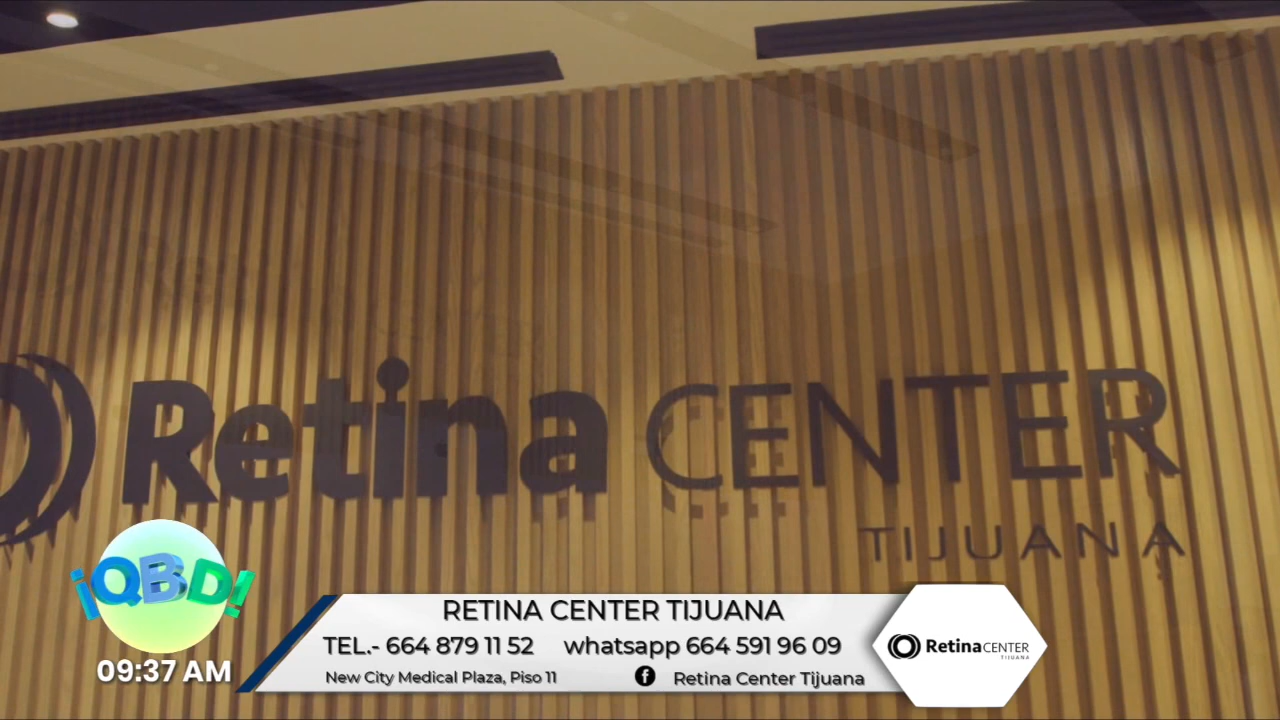 Retina CENTER
TIJUANA
¡QBD!
09:37 AM
RETINA CENTER TIJUANA
TEL.- 664 879 11 52 whatsapp 664 591 96 09
New City Medical Plaza, Piso 11 Retina Center Tijuana
Retina CENTER
TIJUANA